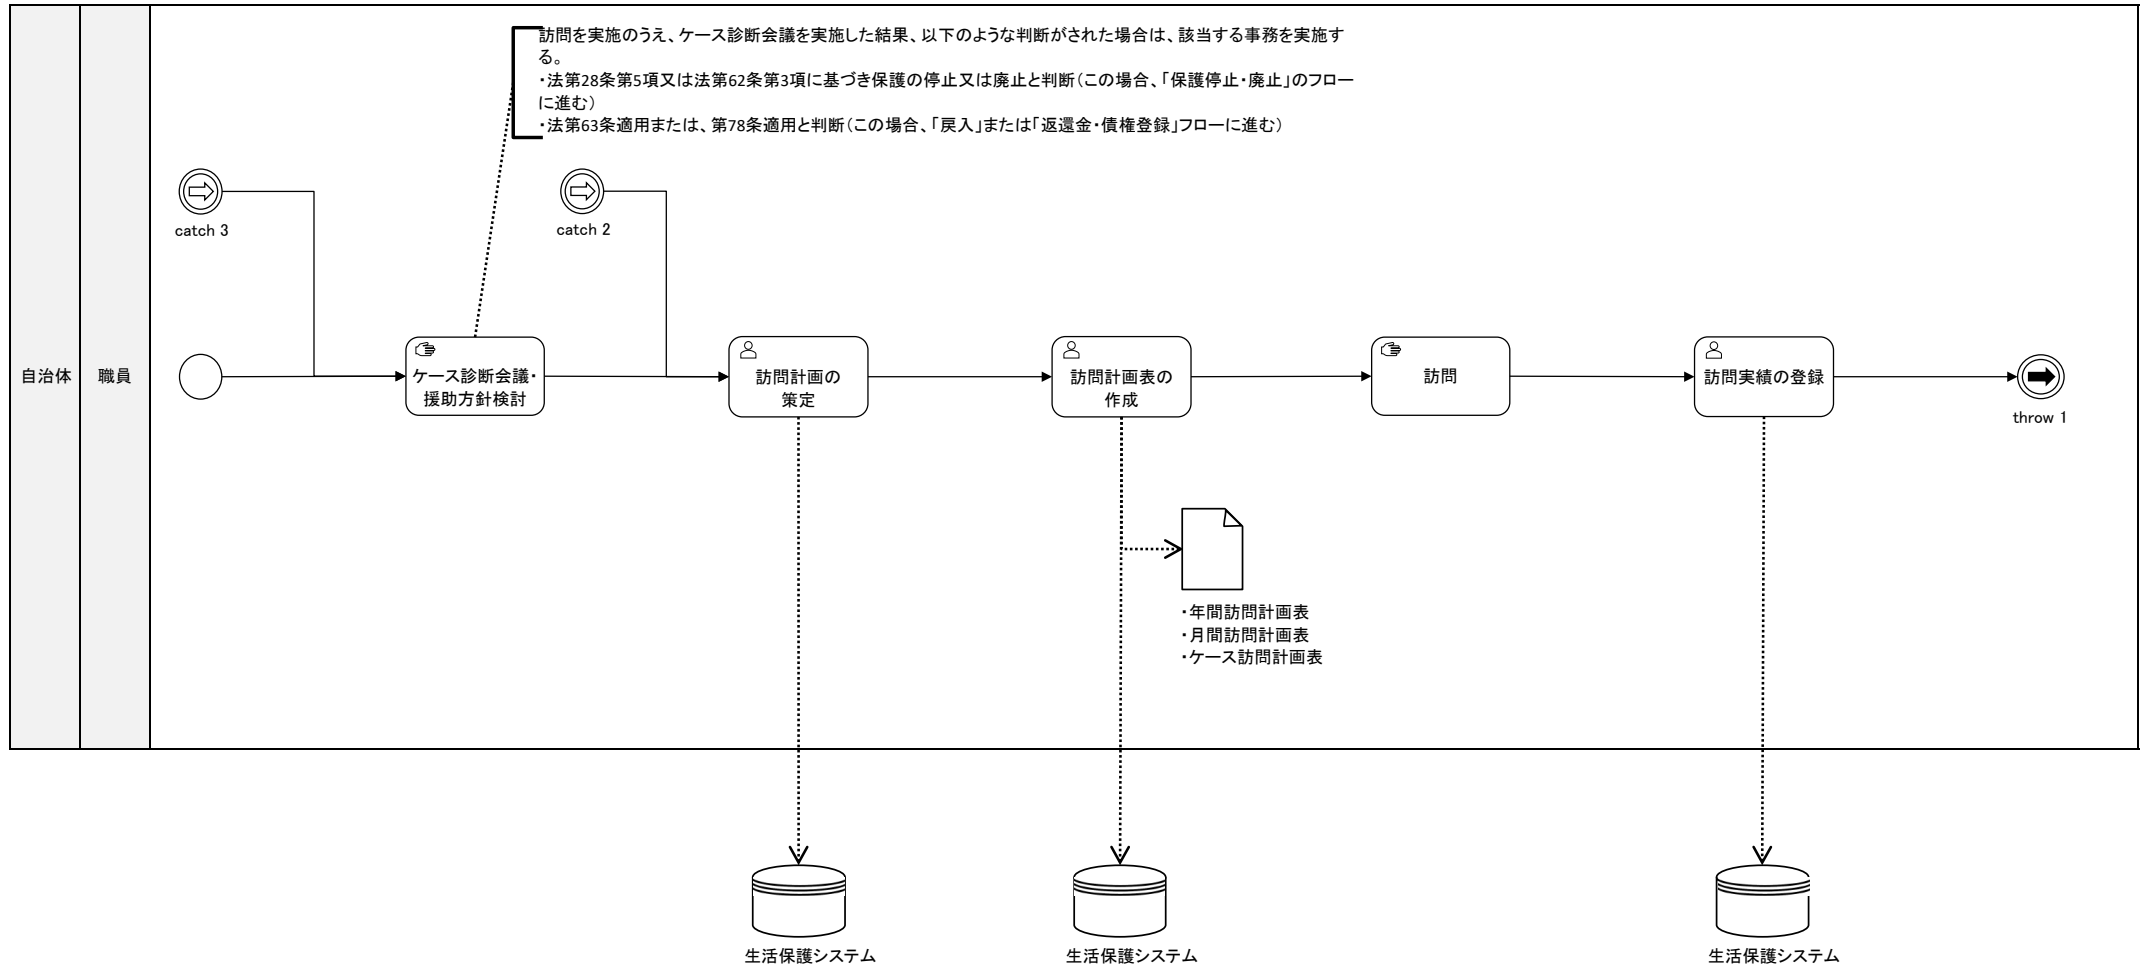 訪問を実施のうえ、ケース診断会議を実施した結果、以下のような判断がされた場合は、該当する事務を実施す
る。
・法第28条第5項又は法第62条第3項に基づき保護の停止又は廃止と判断（この場合、「保護停止・廃止」のフロー
に進む）
・法第63条適用または、第78条適用と判断（この場合、「戻入」または「返還金・債権登録」フローに進む）
catch 3
catch 2
自治体
職員
ケース診断会議・
援助方針検討
訪問計画の
策定
訪問計画表の
作成
訪問
訪問実績の登録
throw 1
・年間訪問計画表
・月間訪問計画表
・ケース訪問計画表
生活保護システム
生活保護システム
生活保護システム